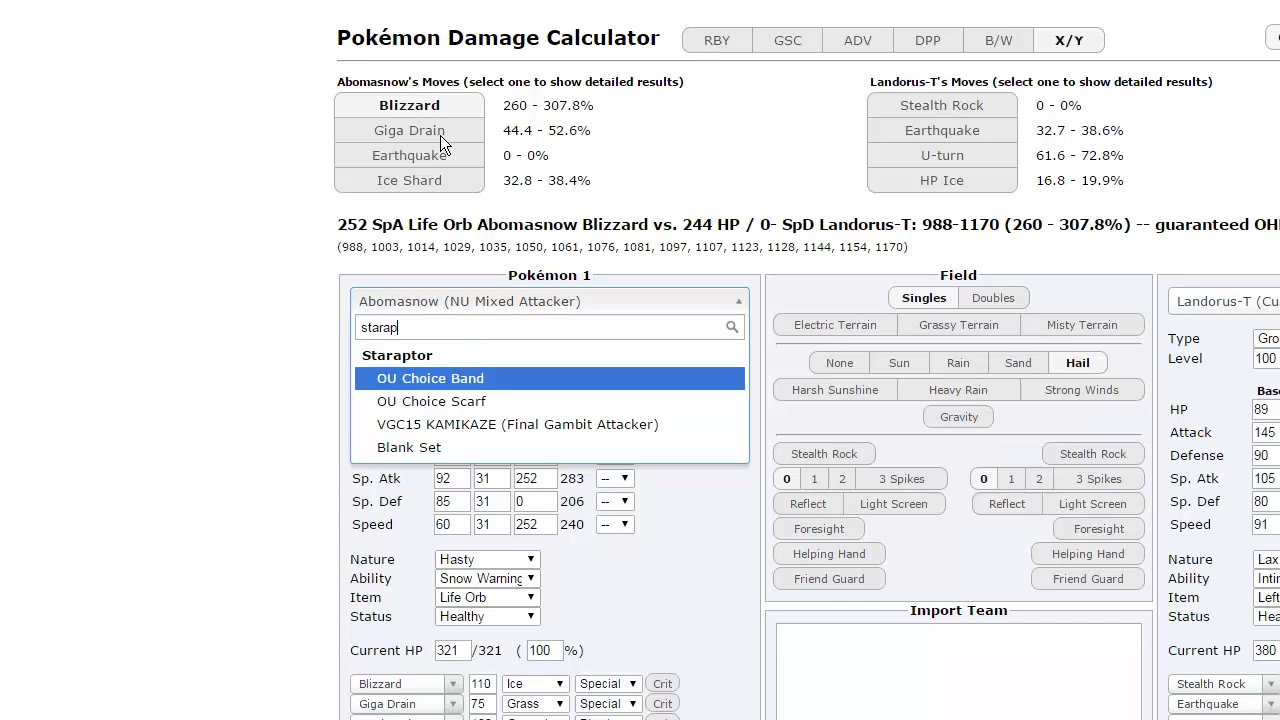 Pokémon Damage Calculator
RBY GSC ADV DPP B/W X/Y
Abomasnow's Moves (select one to show detailed results)
Blizzard 260 - 307.8%
Giga Drain 44.4 - 52.6%
Earthquake 0 - 0%
Ice Shard 32.8 - 38.4%
Landorus-T's Moves (select one to show detailed results)
Stealth Rock 0 - 0%
Earthquake 32.7 - 38.6%
U-turn 61.6 - 72.8%
HP Ice 16.8 - 19.9%
252 SpA Life Orb Abomasnow Blizzard vs. 244 HP / 0- SpD Landorus-T: 988-1170 (260 - 307.8%) -- guaranteed
(988, 1003, 1014, 1029, 1035, 1050, 1061, 1076, 1081, 1097, 1107, 1123, 1128, 1144, 1154, 1170)
Pokémon 1
Abomasnow (NU Mixed Attacker)
starap
Staraptor
OU Choice Band
OU Choice Scarf
VGC15 KAMIKAZE (Final Gambit Attacker)
Blank Set
Sp. Atk 92 31 252 283 --
Sp. Def 85 31 0 206 --
Speed 60 31 252 240 --
Nature Hasty
Ability Snow Warning
Item Life Orb
Status Healthy
Current HP 321 /321 ( 100 %)
Blizzard 110 Ice Special Crit
Giga Drain 75 Grass Special Crit
Field
Singles Doubles
Electric Terrain Grassy Terrain Misty Terrain
None Sun Rain Sand Hail
Harsh Sunshine Heavy Rain Strong Winds
Gravity
Stealth Rock Stealth Rock
0 1 2 3 Spikes 0 1 2 3 Spikes
Reflect Light Screen Reflect Light Screen
Foresight Foresight
Helping Hand Helping Hand
Friend Guard Friend Guard
Import Team
Landorus-T (Cu
Type Gro
Level 100
Bas
HP 89
Attack 145
Defense 90
Sp. Atk 105
Sp. Def 80
Speed 91
Nature Lax
Ability Inti
Item Left
Status Hea
Current HP 380
Stealth Rock
Earthquake